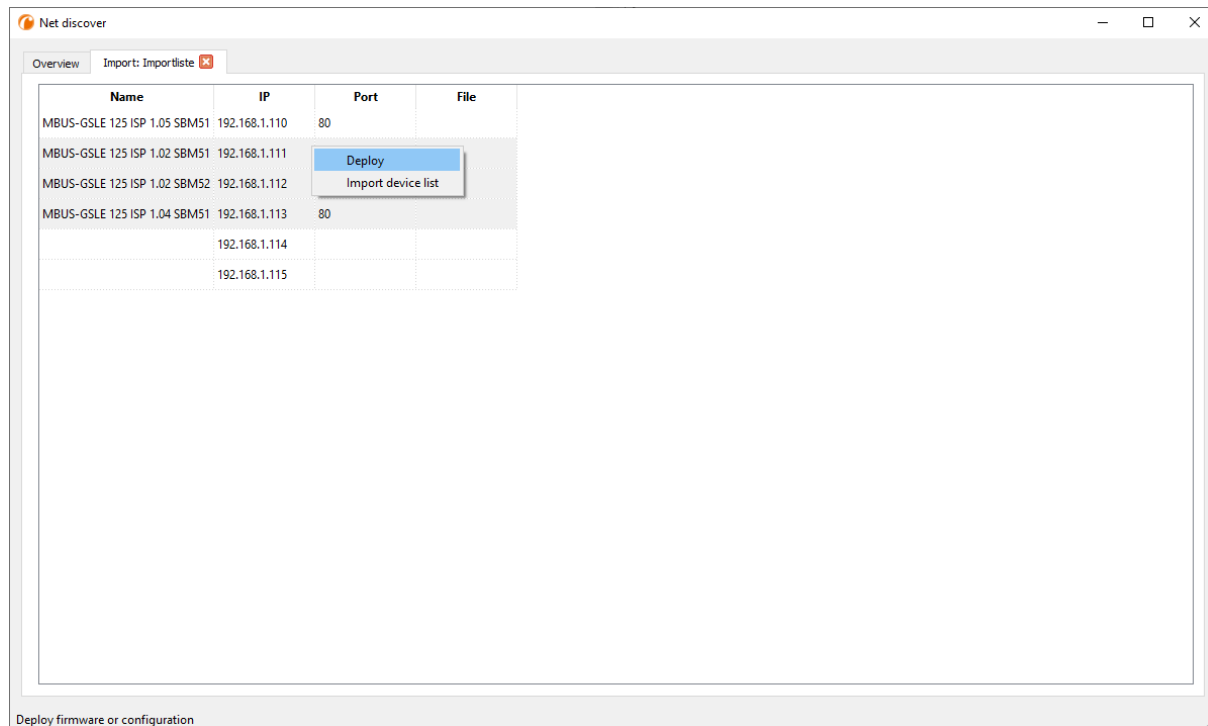 Net discover
Overview Import: Importliste
Name IP Port File
MBUS-GSLE 125 ISP 1.05 SBM51 192.168.1.110 80
MBUS-GSLE 125 ISP 1.02 SBM51 192.168.1.111
Deploy
MBUS-GSLE 125 ISP 1.02 SBM52 192.168.1.112
Import device list
MBUS-GSLE 125 ISP 1.04 SBM51 192.168.1.113 80
192.168.1.114
192.168.1.115
Deploy firmware or configuration